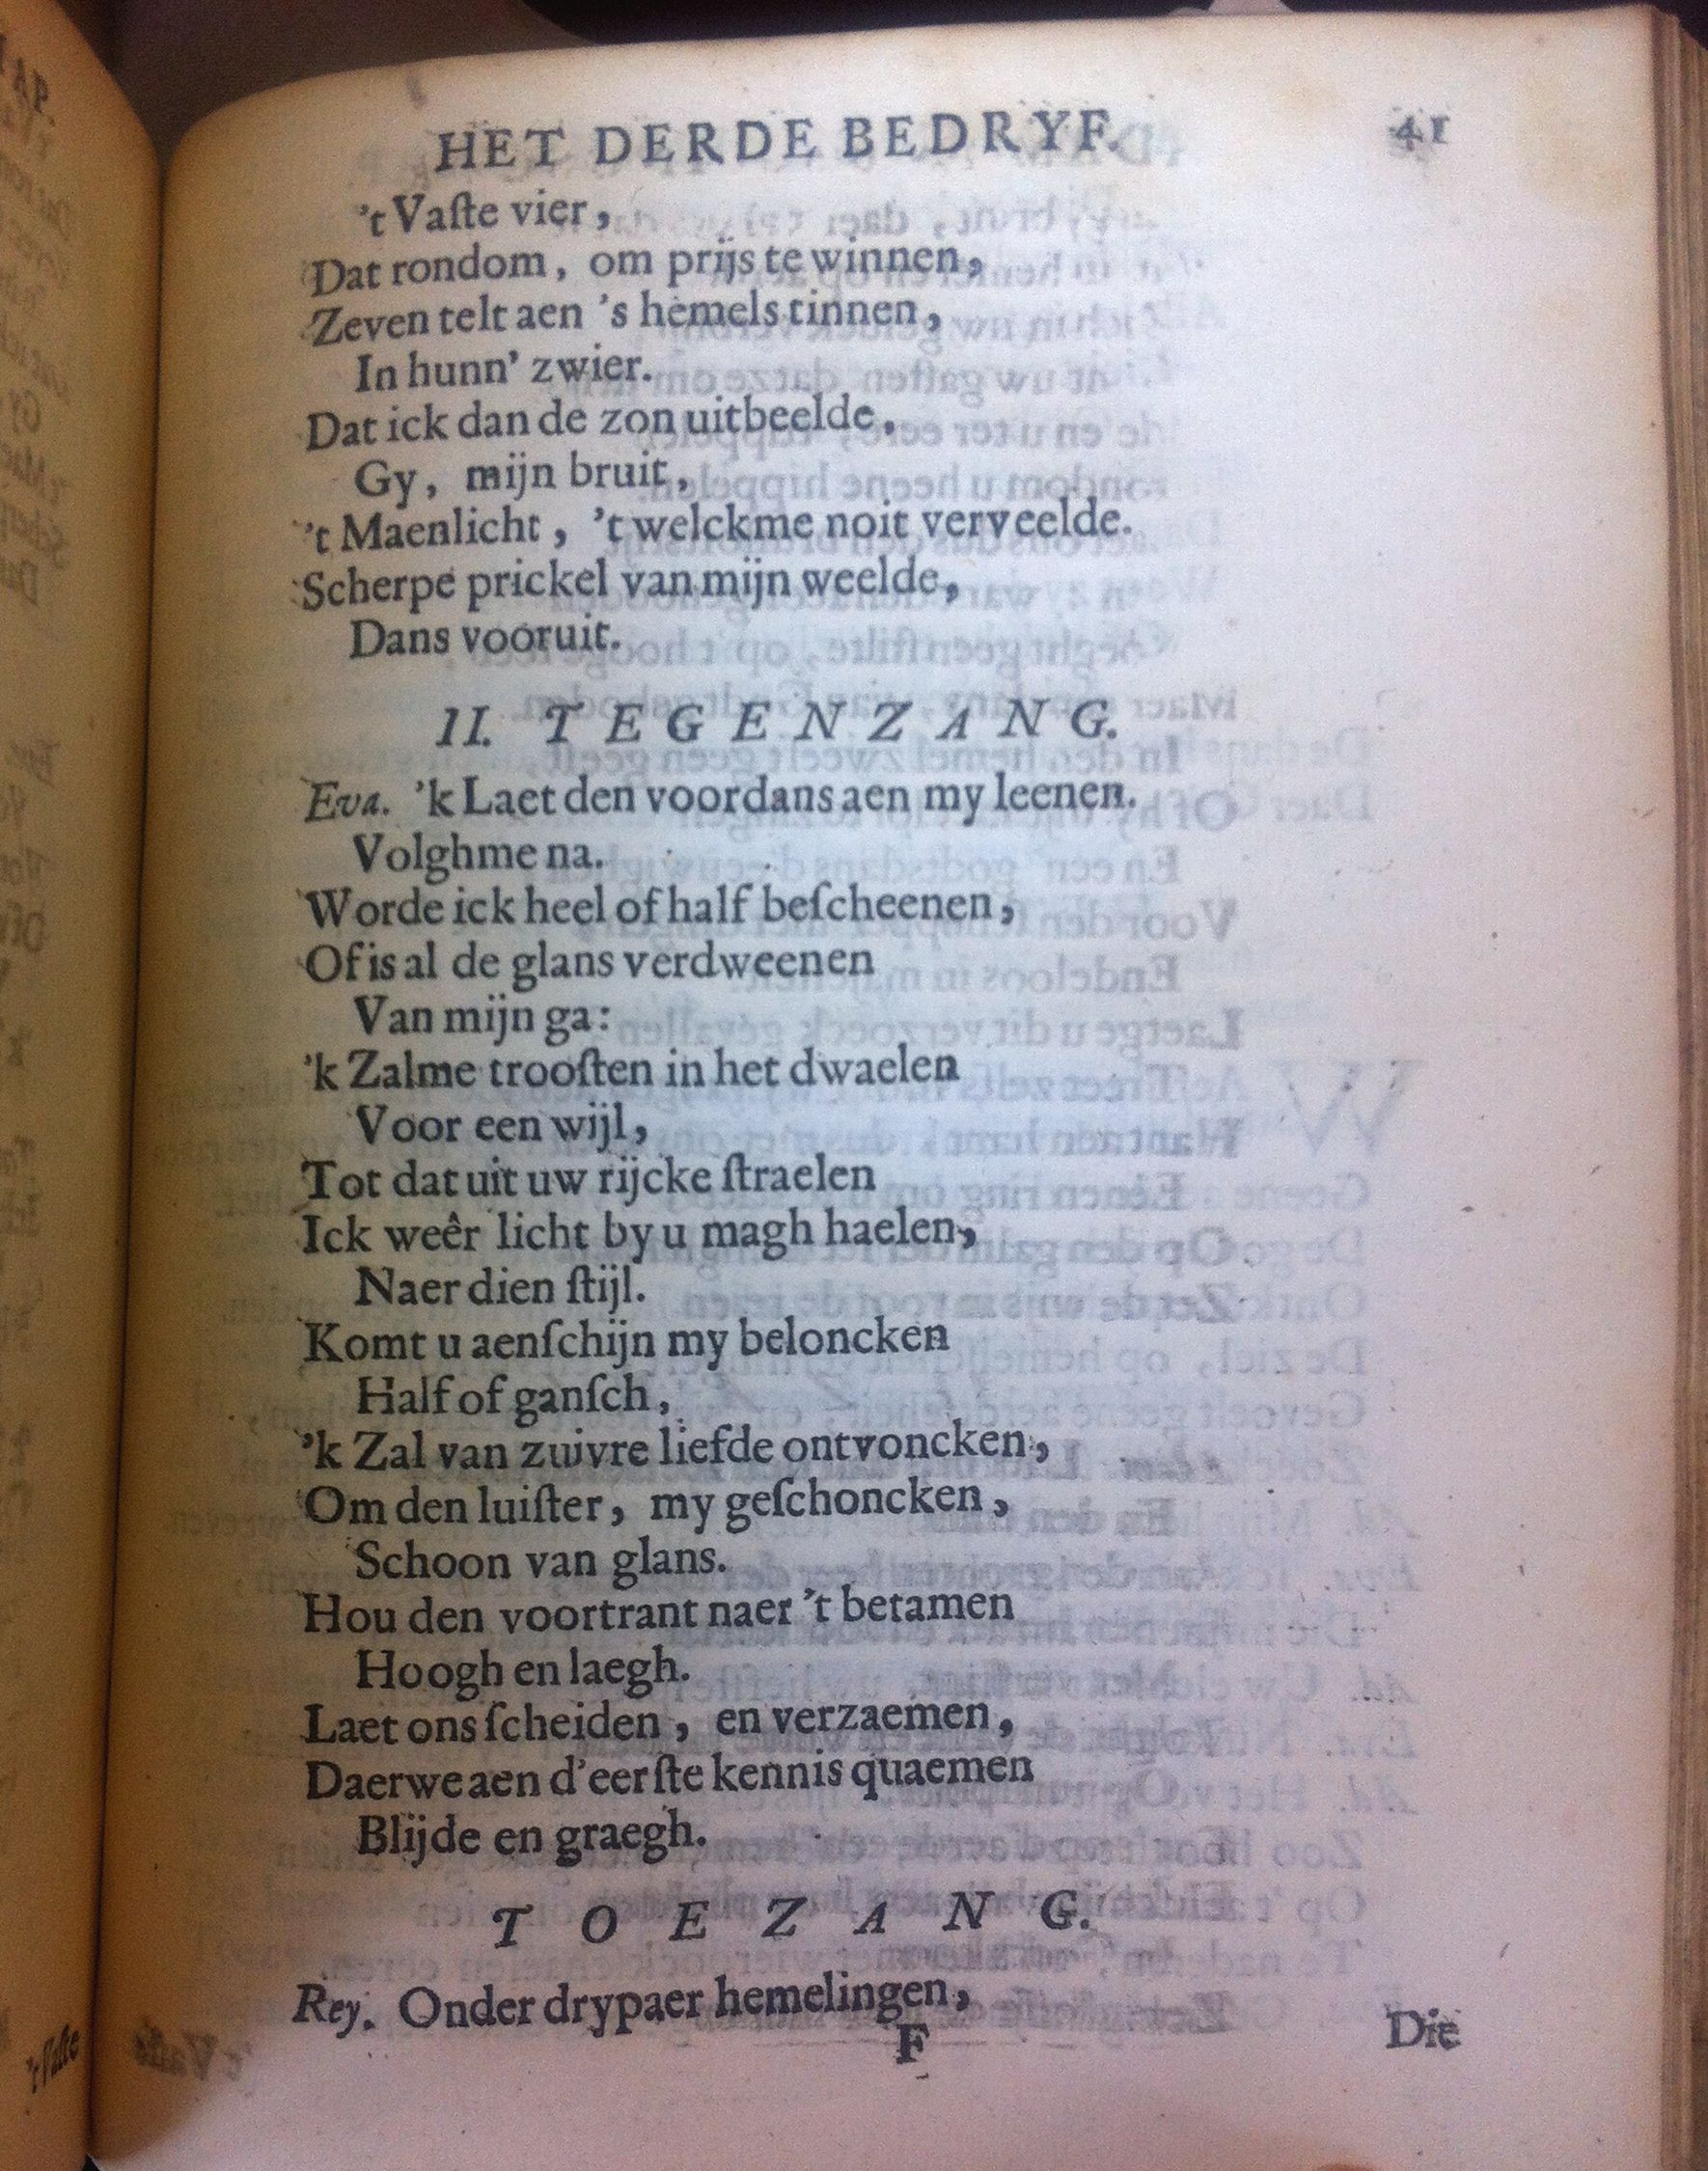 HET DERDE BEDRYF. 41
't Vaſte vier,
Dat rondom, om prijs te winnen,
Zeven telt aen 's hemels tinnen,
In hunn' zwier.
Dat ick dan de zon uitbeelde,
Gy, mijn bruit,
't Maenlicht, 't welckme noit verveelde.
Scherpe prickel van mijn weelde,
Dans vooruit.
II. TEGENZANG.
Eva. 'k Laet den voordans aen my leenen.
Volghme na.
Worde ick heel of half beſcheenen,
Of is al de glans verdweenen
Van mijn ga:
'k Zalme trooſten in het dwaelen
Voor een wijl,
Tot dat uit uw rijcke ſtraelen
Ick weêr licht by u magh haelen,
Naer dien ſtijl.
Komt u aenſchijn my beloncken
Half of ganſch,
'k Zal van zuivre liefde ontvoncken,
Om den luiſter, my geſchoncken,
Schoon van glans.
Hou den voortrant naer 't betamen
Hoogh en laegh.
Laet ons ſcheiden, en verzaemen,
Daerwe aen d'eerſte kennis quaemen
Blijde en graegh.
TOEZANG.
Rey. Onder dry paer hemelingen,
F Die
't Vaſte